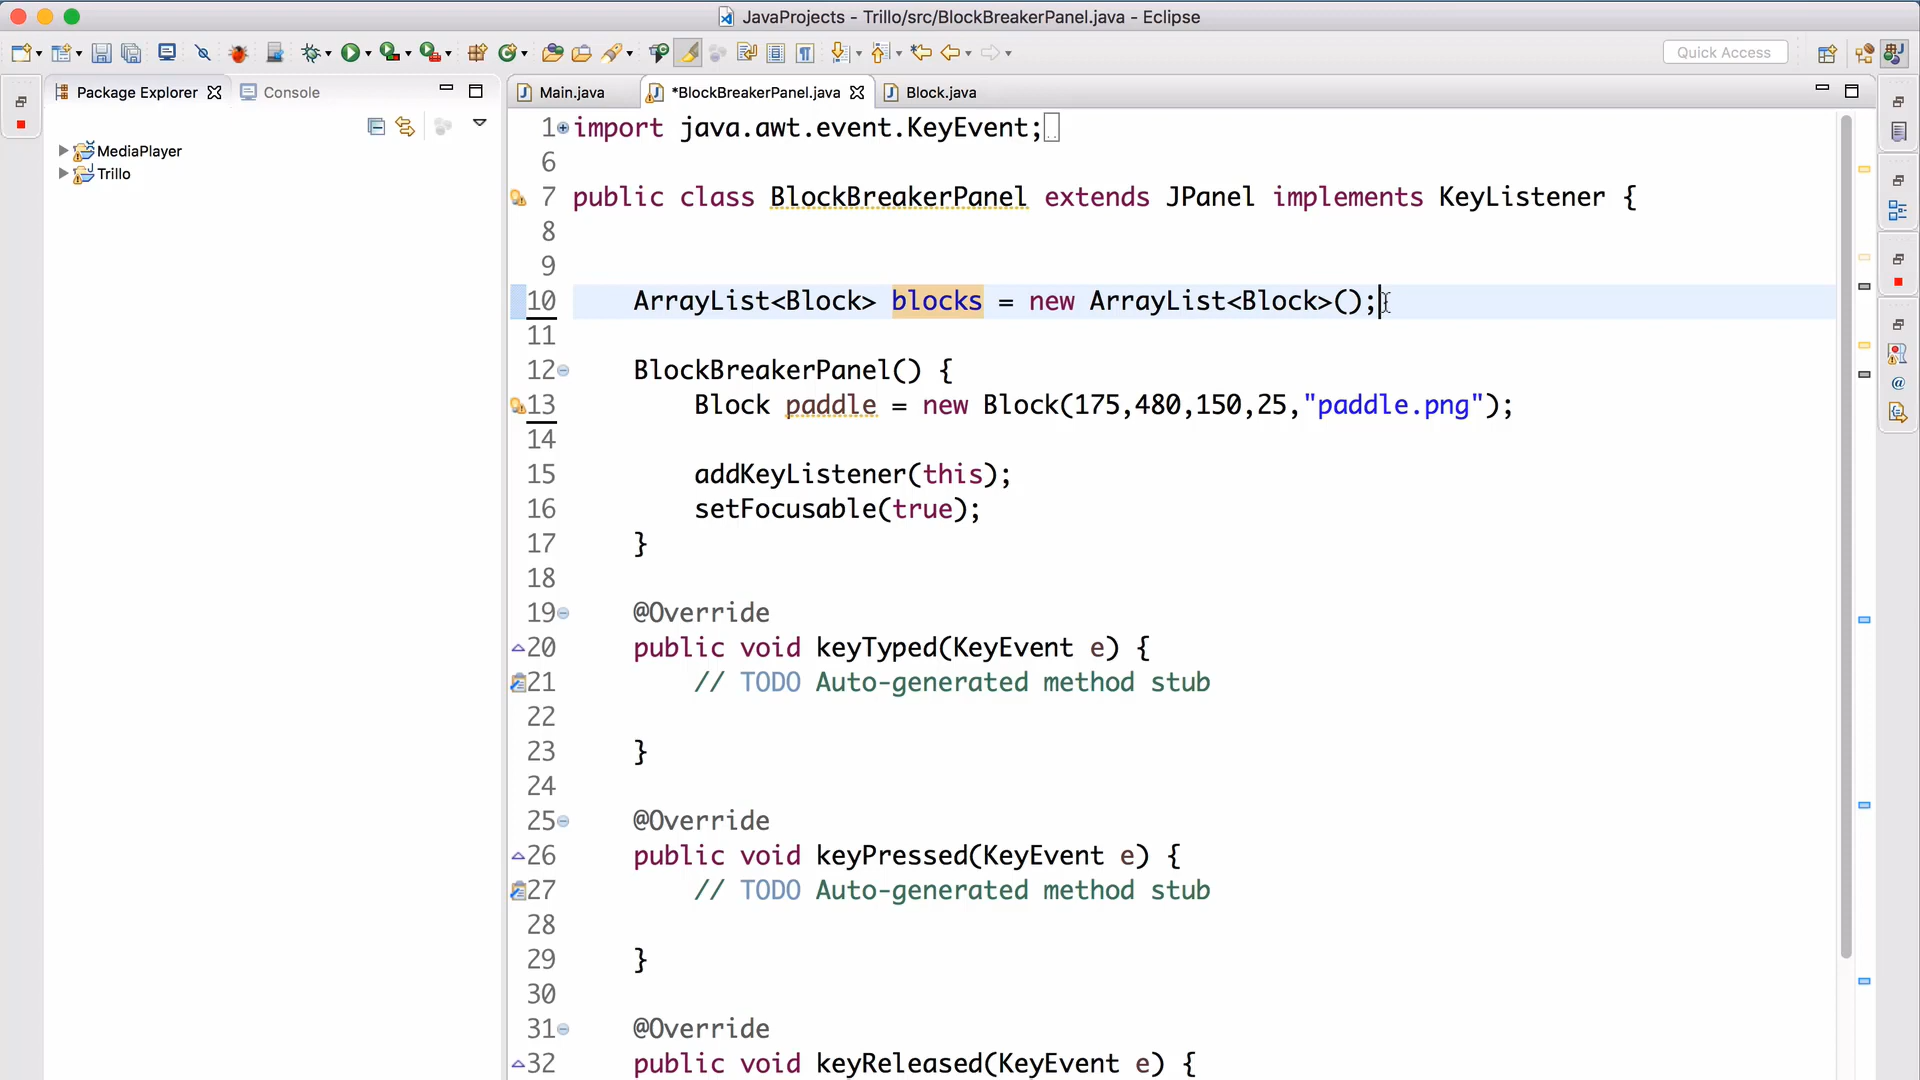 JavaProjects - Trillo/src/BlockBreakerPanel.java - Eclipse
Quick Access
Package Explorer
Console
Main.java
*BlockBreakerPanel.java
Block.java
MediaPlayer
Trillo
1 import java.awt.event.KeyEvent;
6
7 public class BlockBreakerPanel extends JPanel implements KeyListener {
8
9
10 ArrayList<Block> blocks = new ArrayList<Block>();
11
12 BlockBreakerPanel() {
13 Block paddle = new Block(175,480,150,25,"paddle.png");
14
15 addKeyListener(this);
16 setFocusable(true);
17 }
18
19 @Override
20 public void keyTyped(KeyEvent e) {
21 // TODO Auto-generated method stub
22
23 }
24
25 @Override
26 public void keyPressed(KeyEvent e) {
27 // TODO Auto-generated method stub
28
29 }
30
31 @Override
32 public void keyReleased(KeyEvent e) {